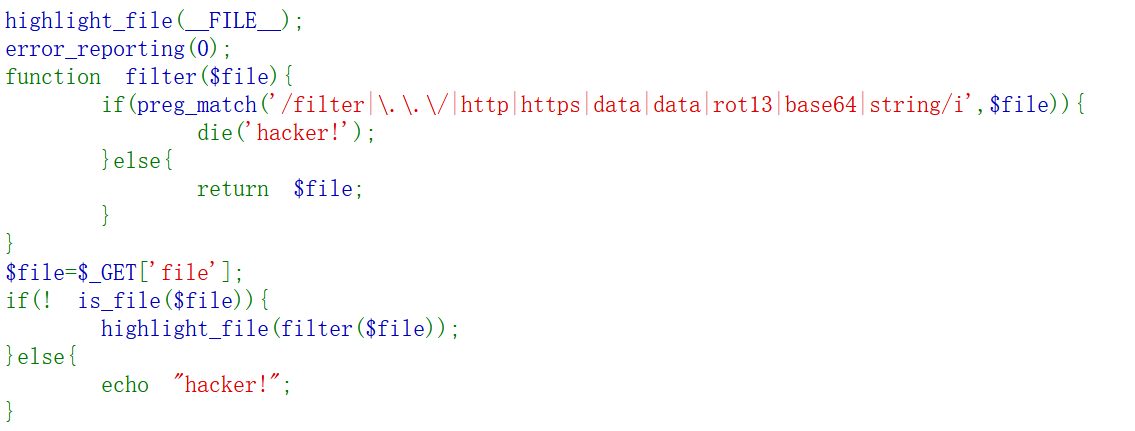 highlight_file(__FILE__);
error_reporting(0);
function filter($file){
if(preg_match('/filter|\.\.\/|http|https|data|data|rot13|base64|string/i',$file)){
die('hacker!');
}else{
return $file;
}
}
$file=$_GET['file'];
if(! is_file($file)){
highlight_file(filter($file));
}else{
echo "hacker!";
}